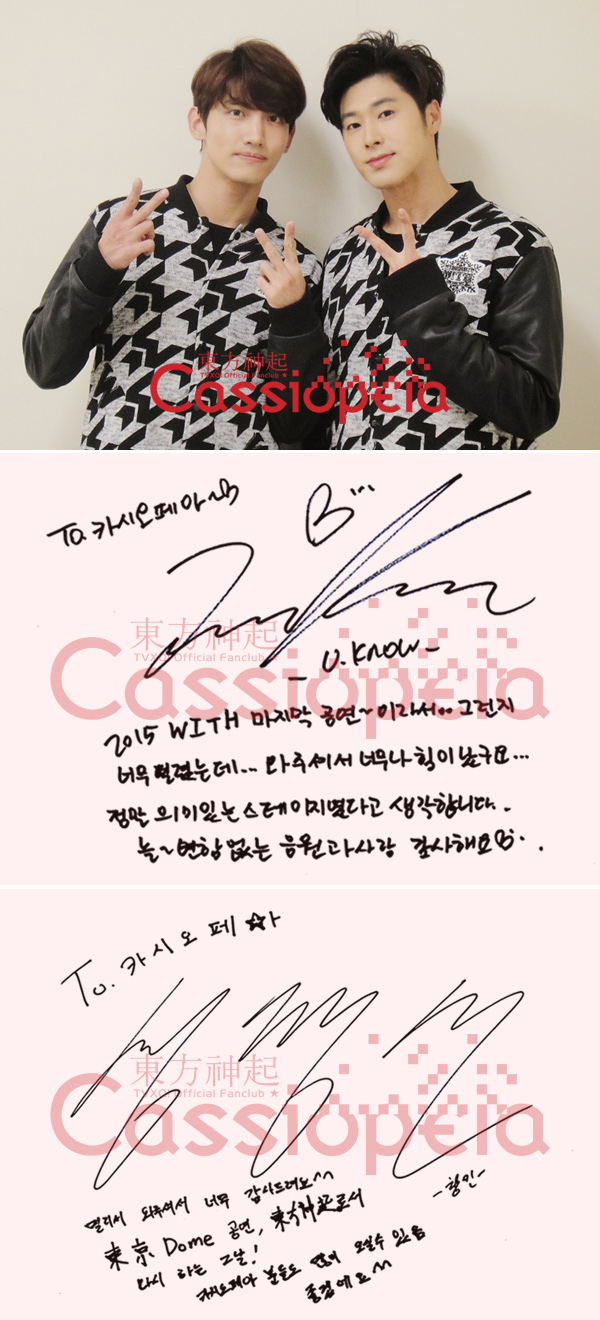 東方神起
TVXQ! Official Fanclub ★
Cassiopeia
To. 카시오페아
- U.KNOW -
東方神起
TVXQ! Official Fanclub ★
Cassiopeia
2015 WITH 마지막 공연~이라서.. 그런지
너무 떨렸는데... 와주셔서 너무나 힘이 났구요...
정말 의미있는 스테이지였다고 생각합니다..
늘~ 변함없는 응원과 사랑 감사해요
To. 카시오페☆아
東方神起
TVXQ! Official Fanclub ★
Cassiopeia
멀리서 와주셔서 너무 감사드려요^^
-창민-
東京 Dome 공연, 東方神起로서
다시 하는 그날!
카시오페아 분들도 많이 오실수 있음
좋겠네요^^